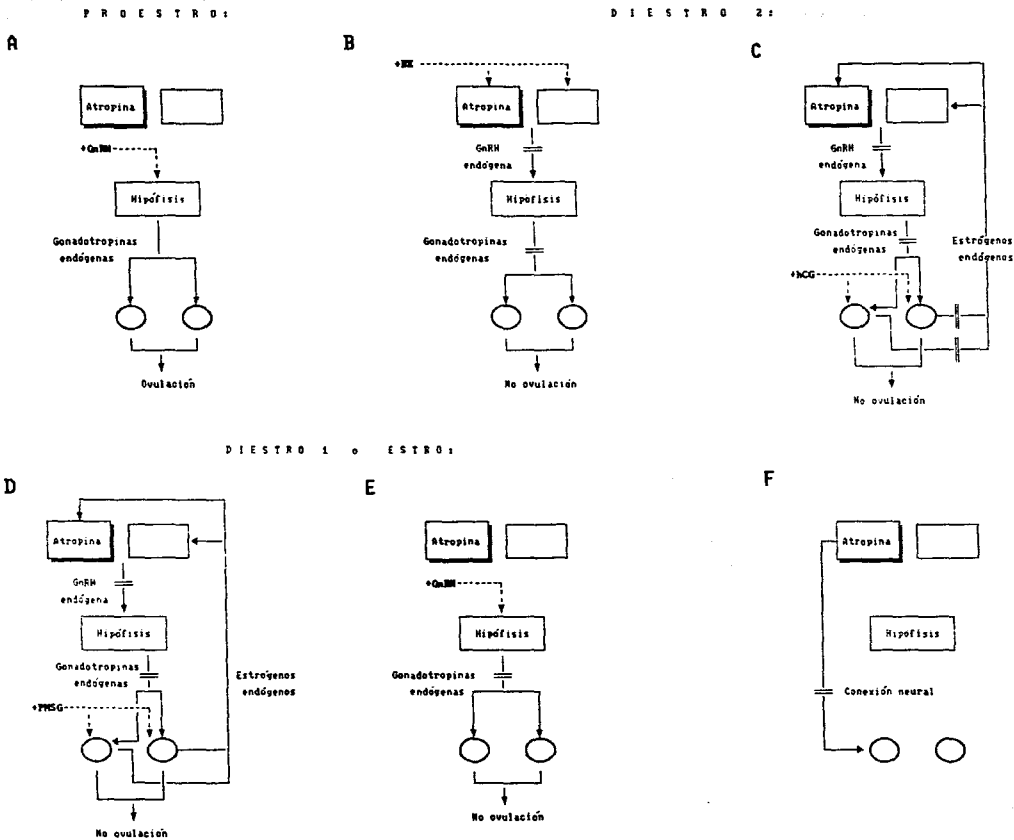 P R O E S T R O :
D I E S T R O 2 :
A
Atropina
+GnRH
Hipófisis
Gonadotropinas
endógenas
Ovulación
B
Atropina
GnRH
endógena
Hipófisis
Gonadotropinas
endógenas
No ovulación
C
Atropina
GnRH
endógena
Hipófisis
Gonadotropinas
endógenas
Estrógenos
endógenos
+hCG
No ovulación
D I E S T R O 1 o E S T R O :
D
Atropina
GnRH
endógena
Hipófisis
Gonadotropinas
endógenas
Estrógenos
endógenos
+PMSG
No ovulación
E
Atropina
+GnRH
Hipófisis
Gonadotropinas
endógenas
No ovulación
F
Atropina
Hipófisis
Conexión neural